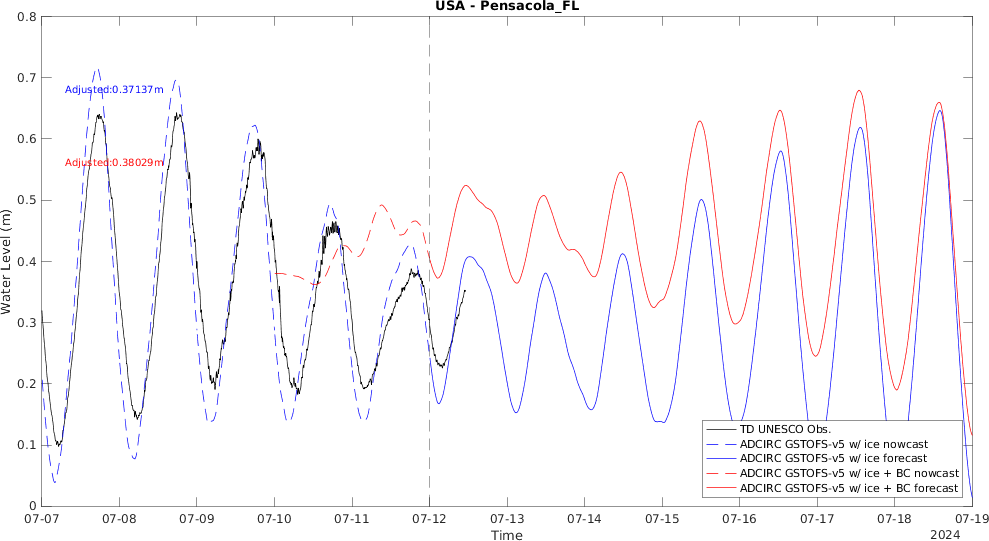 USA - Pensacola_FL
Water Level (m)
0.8
0.7
0.6
0.5
0.4
0.3
0.2
0.1
0
Adjusted:0.37137m
Adjusted:0.38029m
TD UNESCO Obs.
ADCIRC GSTOFS-v5 w/ ice nowcast
ADCIRC GSTOFS-v5 w/ ice forecast
ADCIRC GSTOFS-v5 w/ ice + BC nowcast
ADCIRC GSTOFS-v5 w/ ice + BC forecast
07-07 07-08 07-09 07-10 07-11 07-12 07-13 07-14 07-15 07-16 07-17 07-18 07-19
Time
2024